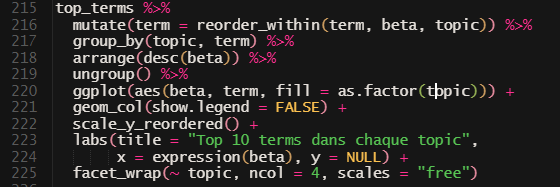 215 top_terms %>%
216 mutate(term = reorder_within(term, beta, topic)) %>%
217 group_by(topic, term) %>%
218 arrange(desc(beta)) %>%
219 ungroup() %>%
220 ggplot(aes(beta, term, fill = as.factor(topic))) +
221 geom_col(show.legend = FALSE) +
222 scale_y_reordered() +
223 labs(title = "Top 10 terms dans chaque topic",
224 x = expression(beta), y = NULL) +
225 facet_wrap(~ topic, ncol = 4, scales = "free")